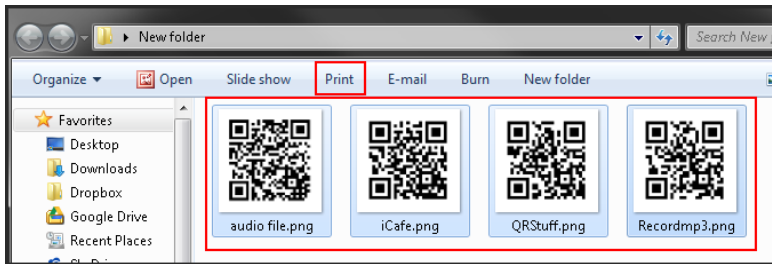 New folder
Search New
Organize Open Slide show Print E-mail Burn New folder
Favorites
Desktop
Downloads
Dropbox
Google Drive
Recent Places
audio file.png iCafe.png QRStuff.png Recordmp3.png